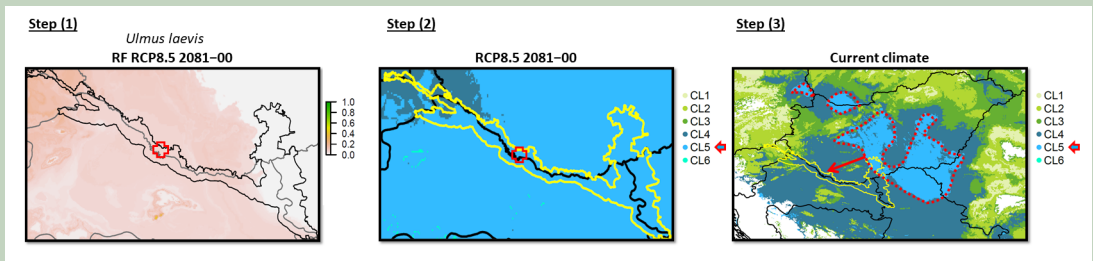 Step (1)
Ulmus laevis
RF RCP8.5 2081–00
1.0
0.8
0.6
0.4
0.2
0.0
Step (2)
RCP8.5 2081–00
CL1
CL2
CL3
CL4
CL5
CL6
Step (3)
Current climate
CL1
CL2
CL3
CL4
CL5
CL6